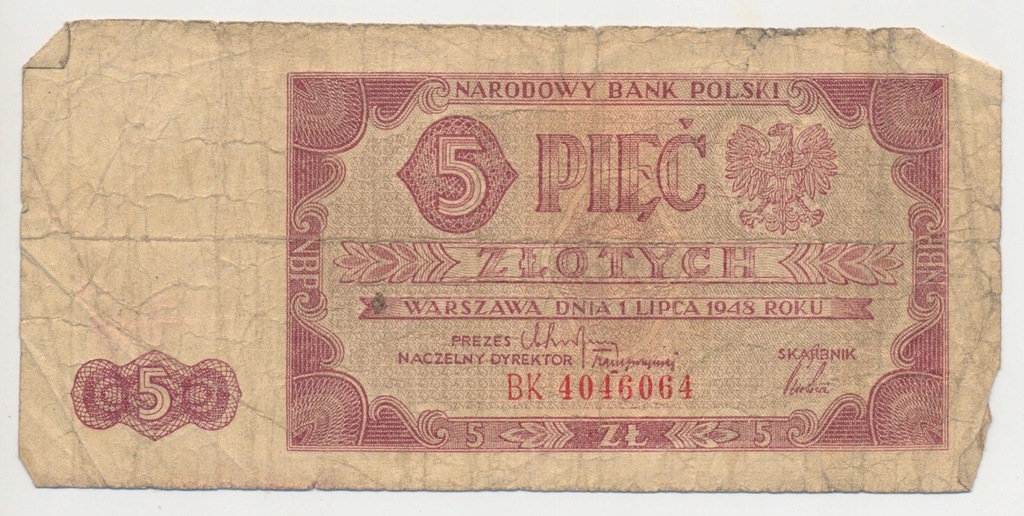 NARODOWY BANK POLSKI
5 PIĘĆ
ZŁOTYCH
NBP
NBP
WARSZAWA DNIA 1 LIPCA 1948 ROKU
PREZES
NACZELNY DYREKTOR
SKARBNIK
BK 4046064
5
5 ZŁ 5